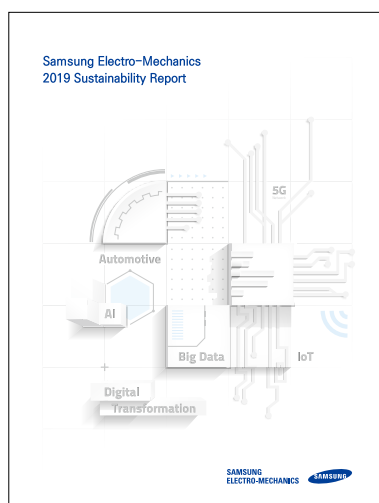 Samsung Electro-Mechanics
2019 Sustainability Report
5G
Automotive
AI
Big Data
IoT
Digital
Transformation
SAMSUNG
ELECTRO-MECHANICS
SAMSUNG